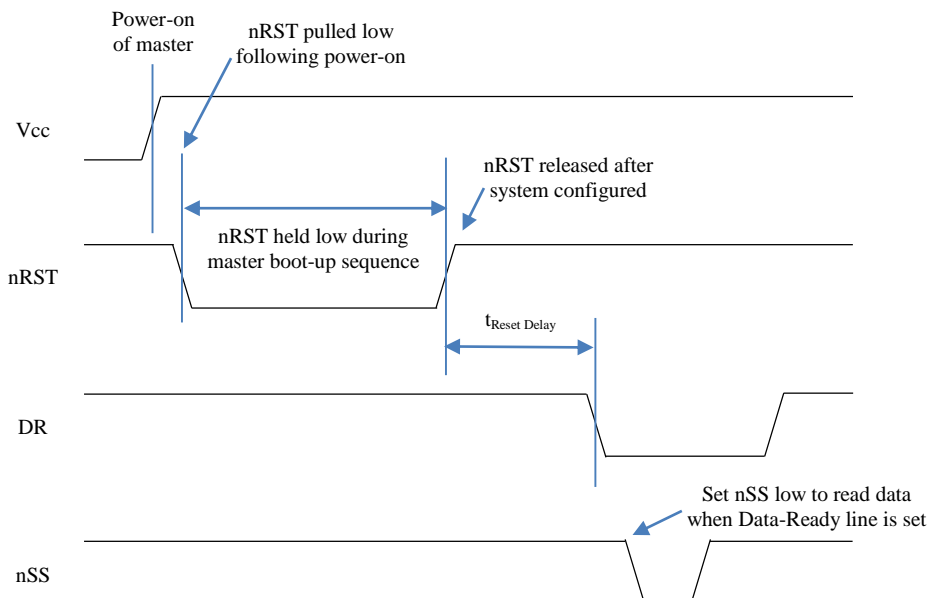 Power-on
of master
nRST pulled low
following power-on
Vcc
nRST released after
system configured
nRST held low during
master boot-up sequence
nRST
tReset Delay
DR
Set nSS low to read data
when Data-Ready line is set
nSS